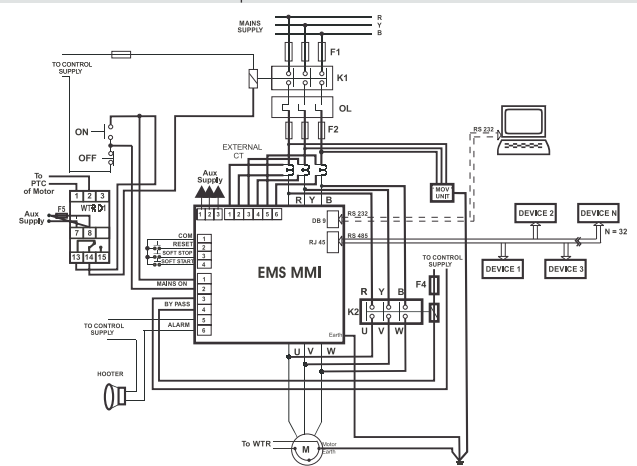 MAINS
SUPPLY
R
Y
B
F1
TO CONTROL
SUPPLY
K1
OL
F2
ON
OFF
EXTERNAL
CT
RS 232
To
PTC
of Motor
Aux
Supply
MOV
UNIT
1 2 3
F5
WTRD1
Aux
Supply
7 8
13 14 15
1 2 3
1 2 3 4 5 6
R Y B
DB 9
RS 232
RJ 45
RS 485
DEVICE 2
DEVICE N
N = 32
DEVICE 1
DEVICE 3
COM
RESET
SOFT STOP
SOFT START
1
2
3
4
EMS MMI
TO CONTROL
SUPPLY
F4
MAINS ON
BY PASS
ALARM
1
2
3
4
5
6
R Y B
K2
U V W
TO CONTROL
SUPPLY
Earth
U V W
HOOTER
To WTR
M
Motor
Earth